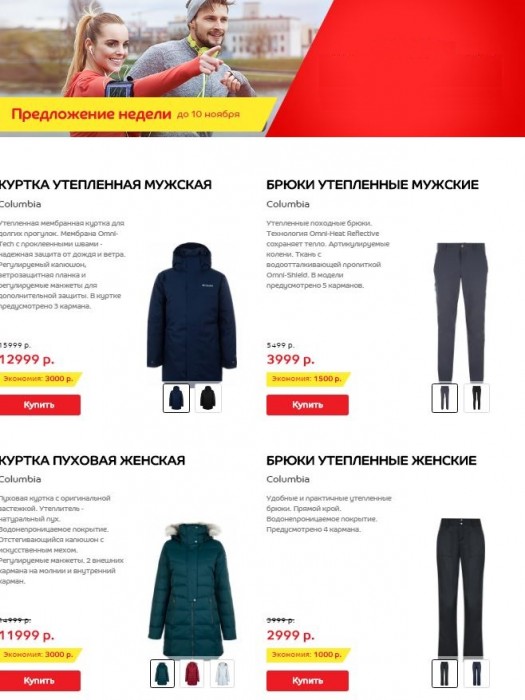 Предложение недели до 10 ноября
КУРТКА УТЕПЛЕННАЯ МУЖСКАЯ
Columbia
Утепленная мембранная куртка для
долгих прогулок. Мембрана Omni-
Tech с проклеенными швами -
надежная защита от дождя и ветра.
Регулируемый капюшон,
ветрозащитная планка и
регулируемые манжеты для
дополнительной защиты. В куртке
предусмотрено 3 кармана.
15999 р.
12999 р.
Экономия: 3000 р.
Купить
БРЮКИ УТЕПЛЕННЫЕ МУЖСКИЕ
Columbia
Утепленные походные брюки.
Технология Omni-Heat Reflective
сохраняет тепло. Артикулируемые
колени. Ткань с
водоотталкивающей пропиткой
Omni-Shield. В модели
предусмотрено 5 карманов.
5499 р.
3999 р.
Экономия: 1500 р.
Купить
КУРТКА ПУХОВАЯ ЖЕНСКАЯ
Columbia
Пуховая куртка с оригинальной
застежкой. Утеплитель -
натуральный пух.
Водонепроницаемое покрытие.
Отстегивающийся капюшон с
искусственным мехом.
Регулируемые манжеты, 2 внешних
кармана на молнии и внутренний
карман.
14999 р.
11999 р.
Экономия: 3000 р.
Купить
БРЮКИ УТЕПЛЕННЫЕ ЖЕНСКИЕ
Columbia
Удобные и практичные утепленные
брюки. Прямой крой.
Водонепроницаемое покрытие.
Предусмотрено 4 кармана.
3999 р.
2999 р.
Экономия: 1000 р.
Купить